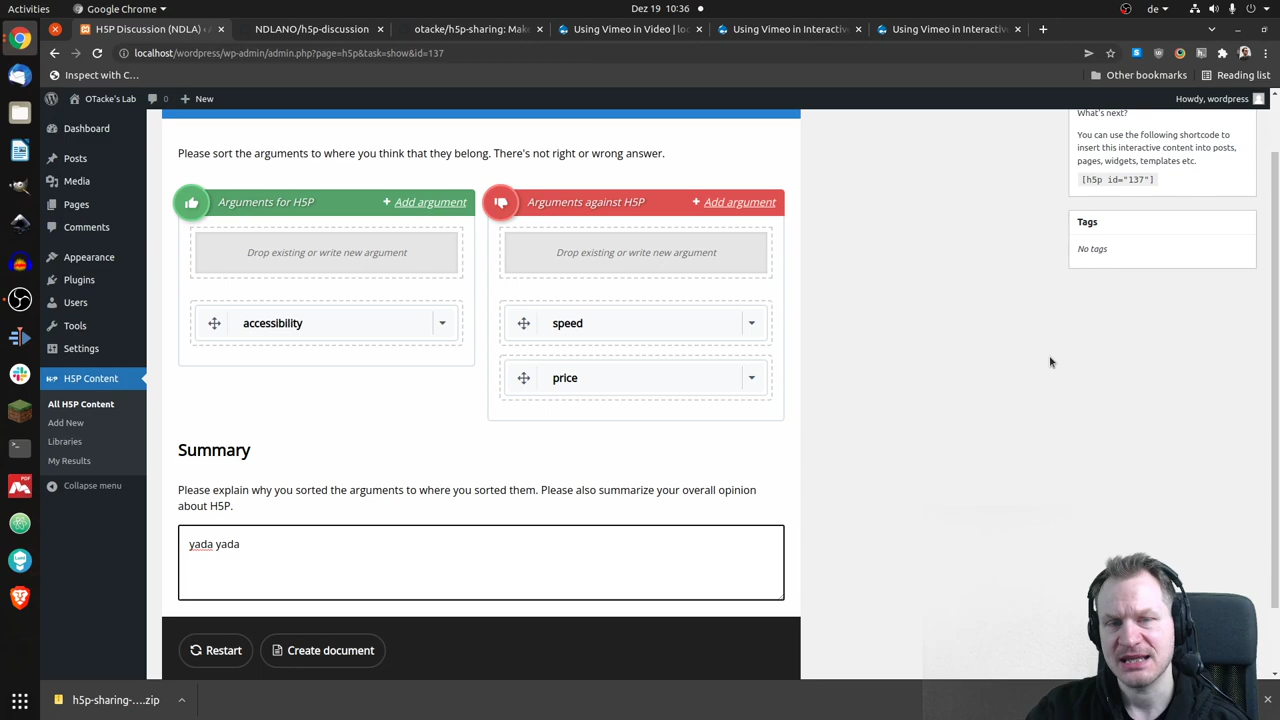 Activities
Google Chrome
Dez 19 10:36
de
H5P Discussion (NDLA) ‹
NDLANO/h5p-discussion
otacke/h5p-sharing: Mak
Using Vimeo in Video | loc
Using Vimeo in Interactiv
Using Vimeo in Interactiv
localhost/wordpress/wp-admin/admin.php?page=h5p&task=show&id=137
Inspect with C...
Other bookmarks
Reading list
OTacke's Lab
0
New
Howdy, wordpress
Dashboard
Posts
Media
Pages
Comments
Appearance
Plugins
Users
Tools
Settings
H5P Content
All H5P Content
Add New
Libraries
My Results
Collapse menu
Please sort the arguments to where you think that they belong. There's not right or wrong answer.
Arguments for H5P
+ Add argument
Drop existing or write new argument
accessibility
Arguments against H5P
+ Add argument
Drop existing or write new argument
speed
price
Summary
Please explain why you sorted the arguments to where you sorted them. Please also summarize your overall opinion
about H5P.
yada yada
Restart
Create document
What's next?
You can use the following shortcode to
insert this interactive content into posts,
pages, widgets, templates etc.
[h5p id="137"]
Tags
No tags
h5p-sharing-....zip